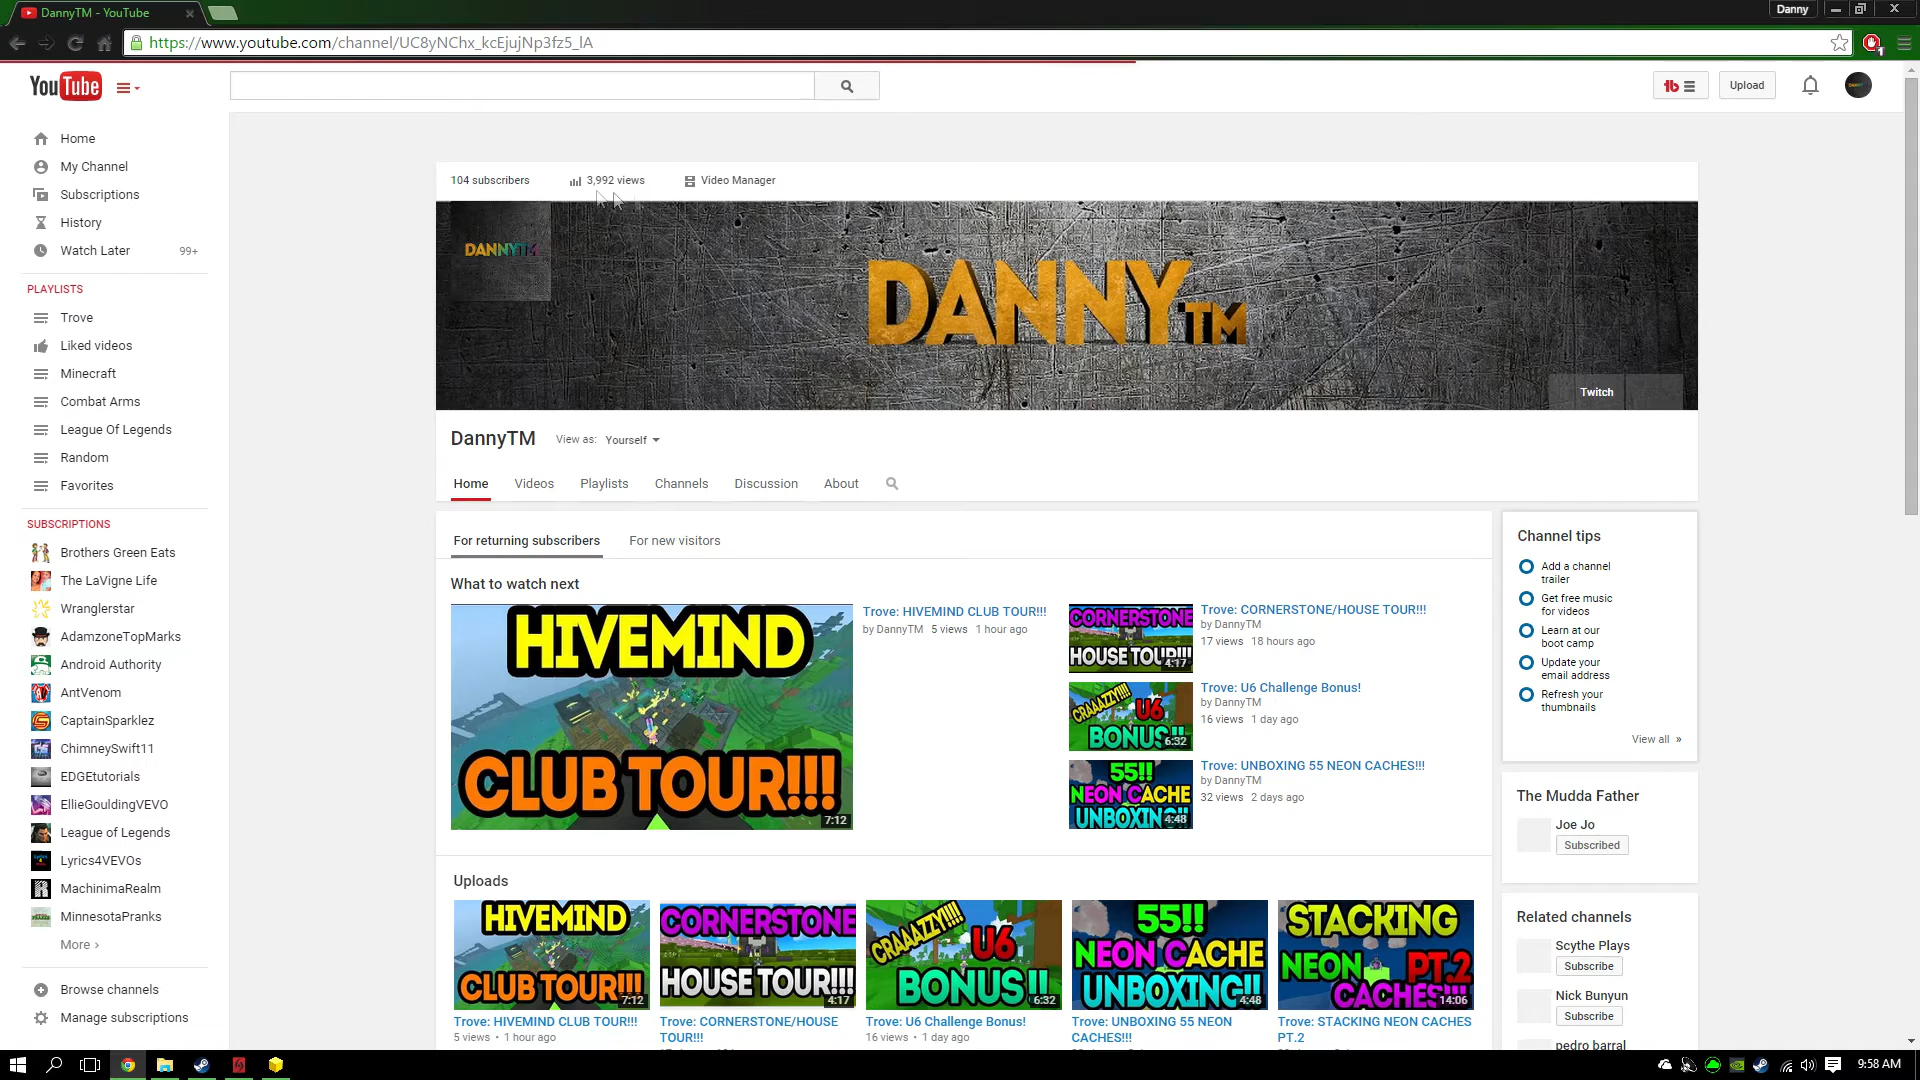 DannyTM - YouTube
Danny
https://www.youtube.com/channel/UC8yNChx_kcEjujNp3fz5_lA
YouTube
Upload
Home
My Channel
Subscriptions
History
Watch Later 99+
PLAYLISTS
Trove
Liked videos
Minecraft
Combat Arms
League Of Legends
Random
Favorites
SUBSCRIPTIONS
Brothers Green Eats
The LaVigne Life
Wranglerstar
AdamzoneTopMarks
Android Authority
AntVenom
CaptainSparklez
ChimneySwift11
EDGEtutorials
EllieGouldingVEVO
League of Legends
Lyrics4VEVOs
MachinimaRealm
MinnesotaPranks
More ›
Browse channels
Manage subscriptions
104 subscribers 3,992 views Video Manager
DANNYTM
DANNYTM
Twitch
DannyTM View as: Yourself
Home Videos Playlists Channels Discussion About
For returning subscribers For new visitors
What to watch next
HIVEMIND
CLUB TOUR!!!
7:12
Trove: HIVEMIND CLUB TOUR!!!
by DannyTM 5 views 1 hour ago
CORNERSTONE
HOUSE TOUR!!!
4:17
Trove: CORNERSTONE/HOUSE TOUR!!!
by DannyTM
17 views 18 hours ago
CRAAAZZY!!!!
U6
BONUS!!
6:32
Trove: U6 Challenge Bonus!
by DannyTM
16 views 1 day ago
55!!
NEON CACHE
UNBOXING!!
4:48
Trove: UNBOXING 55 NEON CACHES!!!
by DannyTM
32 views 2 days ago
Uploads
HIVEMIND
CLUB TOUR!!!
7:12
Trove: HIVEMIND CLUB TOUR!!!
5 views • 1 hour ago
CORNERSTONE
HOUSE TOUR!!!
4:17
Trove: CORNERSTONE/HOUSE
TOUR!!!
CRAAAZZY!!!!
U6
BONUS!!
6:32
Trove: U6 Challenge Bonus!
16 views • 1 day ago
55!!
NEON CACHE
UNBOXING!!
4:48
Trove: UNBOXING 55 NEON
CACHES!!!
STACKING
NEON PT.2
CACHES!!!
14:06
Trove: STACKING NEON CACHES
PT.2
Channel tips
Add a channel
trailer
Get free music
for videos
Learn at our
boot camp
Update your
email address
Refresh your
thumbnails
View all »
The Mudda Father
Joe Jo
Subscribed
Related channels
Scythe Plays
Subscribe
Nick Bunyun
Subscribe
pedro barral
9:58 AM